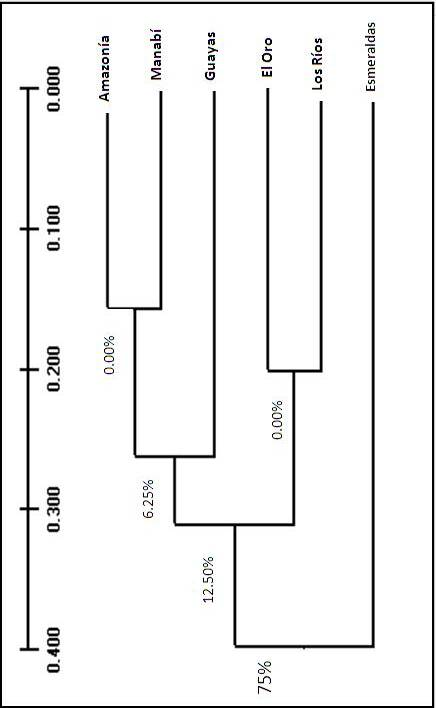 Amazonía
Manabí
Guayas
El Oro
Los Ríos
Esmeraldas
0.000
0.100
0.200
0.300
0.400
0.00%
0.00%
6.25%
12.50%
75%